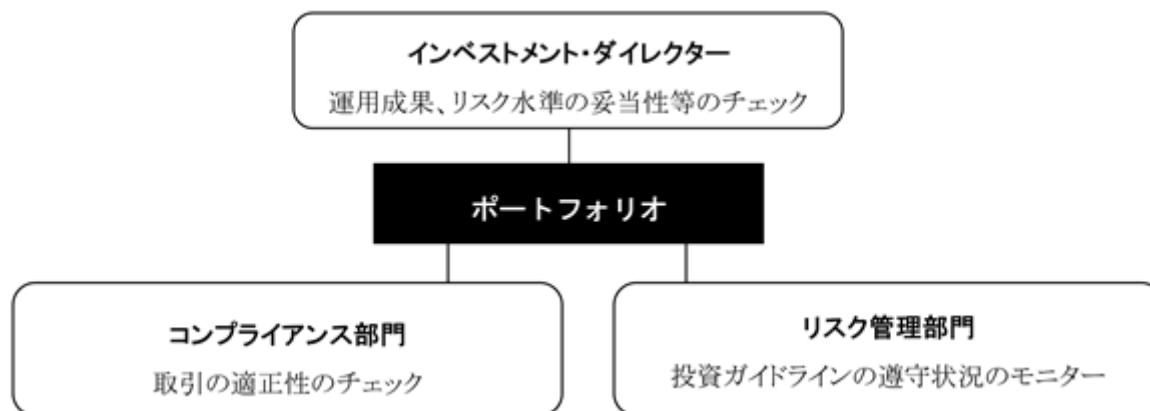 インベストメント・ダイレクター
運用成果、リスク水準の妥当性等のチェック
ポートフォリオ
コンプライアンス部門
取引の適正性のチェック
リスク管理部門
投資ガイドラインの遵守状況のモニター